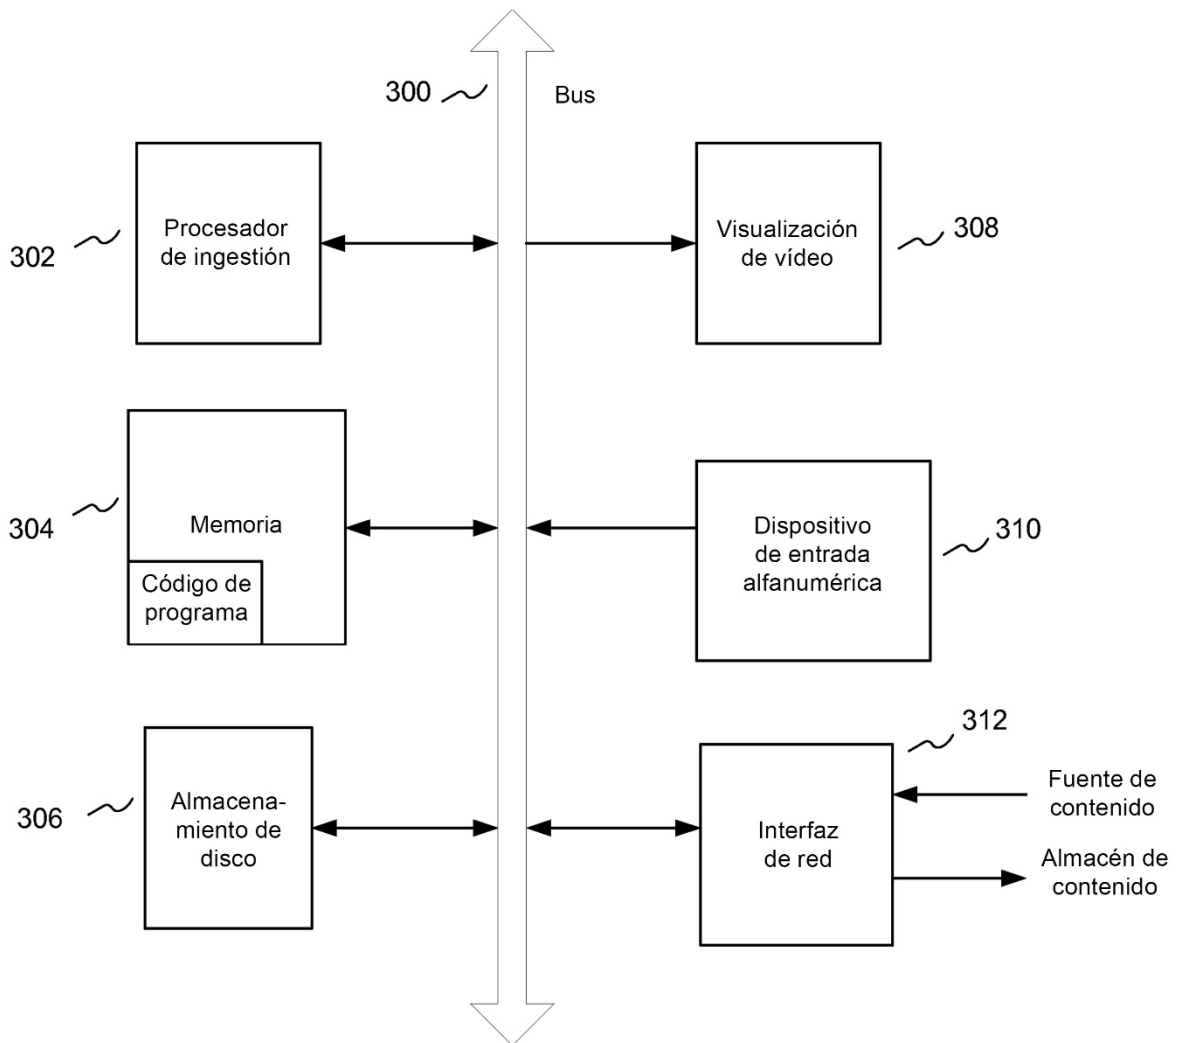 300
Bus
302
Procesador
de ingestión
Visualización
de vídeo
308
304
Memoria
Código de
programa
Dispositivo
de entrada
alfanumérica
310
306
Almacena-
miento de
disco
312
Interfaz
de red
Fuente de
contenido
Almacén de
contenido